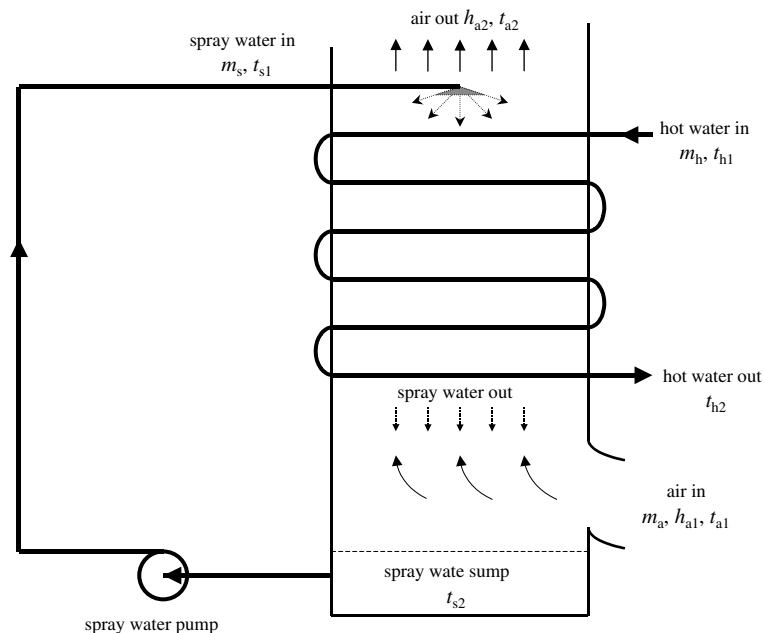 air out h_a2, t_a2
spray water in
m_s, t_s1
hot water in
m_h, t_h1
hot water out
t_h2
spray water out
air in
m_a, h_a1, t_a1
spray wate sump
t_s2
spray water pump